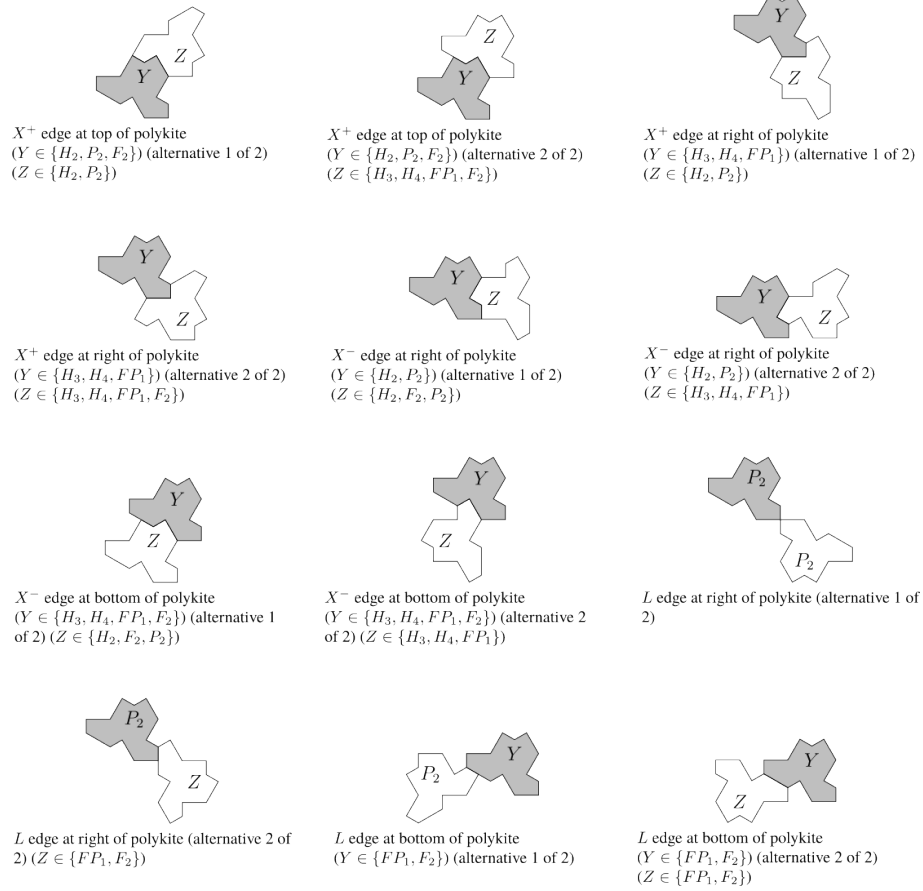 Z
Y
X⁺ edge at top of polykite
(Y ∈ {H₂, P₂, F₂}) (alternative 1 of 2)
(Z ∈ {H₂, P₂})
Z
Y
X⁺ edge at top of polykite
(Y ∈ {H₂, P₂, F₂}) (alternative 2 of 2)
(Z ∈ {H₃, H₄, FP₁, F₂})
Y
Z
X⁺ edge at right of polykite
(Y ∈ {H₃, H₄, FP₁}) (alternative 1 of 2)
(Z ∈ {H₂, P₂})
Y
Z
X⁺ edge at right of polykite
(Y ∈ {H₃, H₄, FP₁}) (alternative 2 of 2)
(Z ∈ {H₃, H₄, FP₁, F₂})
Y
Z
X⁻ edge at right of polykite
(Y ∈ {H₂, P₂}) (alternative 1 of 2)
(Z ∈ {H₂, F₂, P₂})
Y
Z
X⁻ edge at right of polykite
(Y ∈ {H₂, P₂}) (alternative 2 of 2)
(Z ∈ {H₃, H₄, FP₁})
Y
Z
X⁻ edge at bottom of polykite
(Y ∈ {H₃, H₄, FP₁, F₂}) (alternative 1
of 2) (Z ∈ {H₂, F₂, P₂})
Y
Z
X⁻ edge at bottom of polykite
(Y ∈ {H₃, H₄, FP₁, F₂}) (alternative 2
of 2) (Z ∈ {H₃, H₄, FP₁})
P₂
P₂
L edge at right of polykite (alternative 1 of
2)
P₂
Z
L edge at right of polykite (alternative 2 of
2) (Z ∈ {FP₁, F₂})
Y
P₂
L edge at bottom of polykite
(Y ∈ {FP₁, F₂}) (alternative 1 of 2)
Y
Z
L edge at bottom of polykite
(Y ∈ {FP₁, F₂}) (alternative 2 of 2)
(Z ∈ {FP₁, F₂})